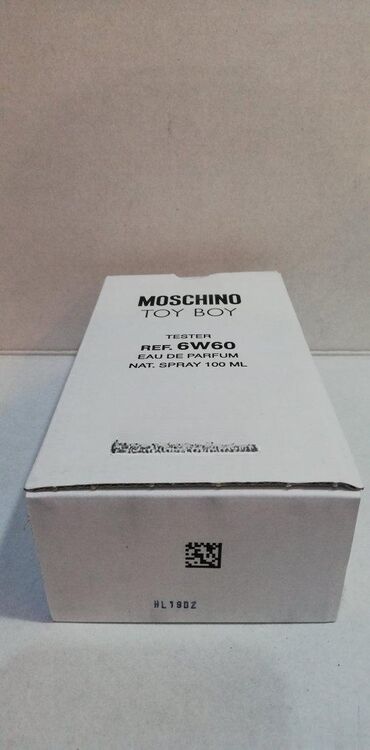 MOSCHINO
TOY BOY
TESTER
REF. 6W60
EAU DE PARFUM
NAT. SPRAY 100 ML
HL1902